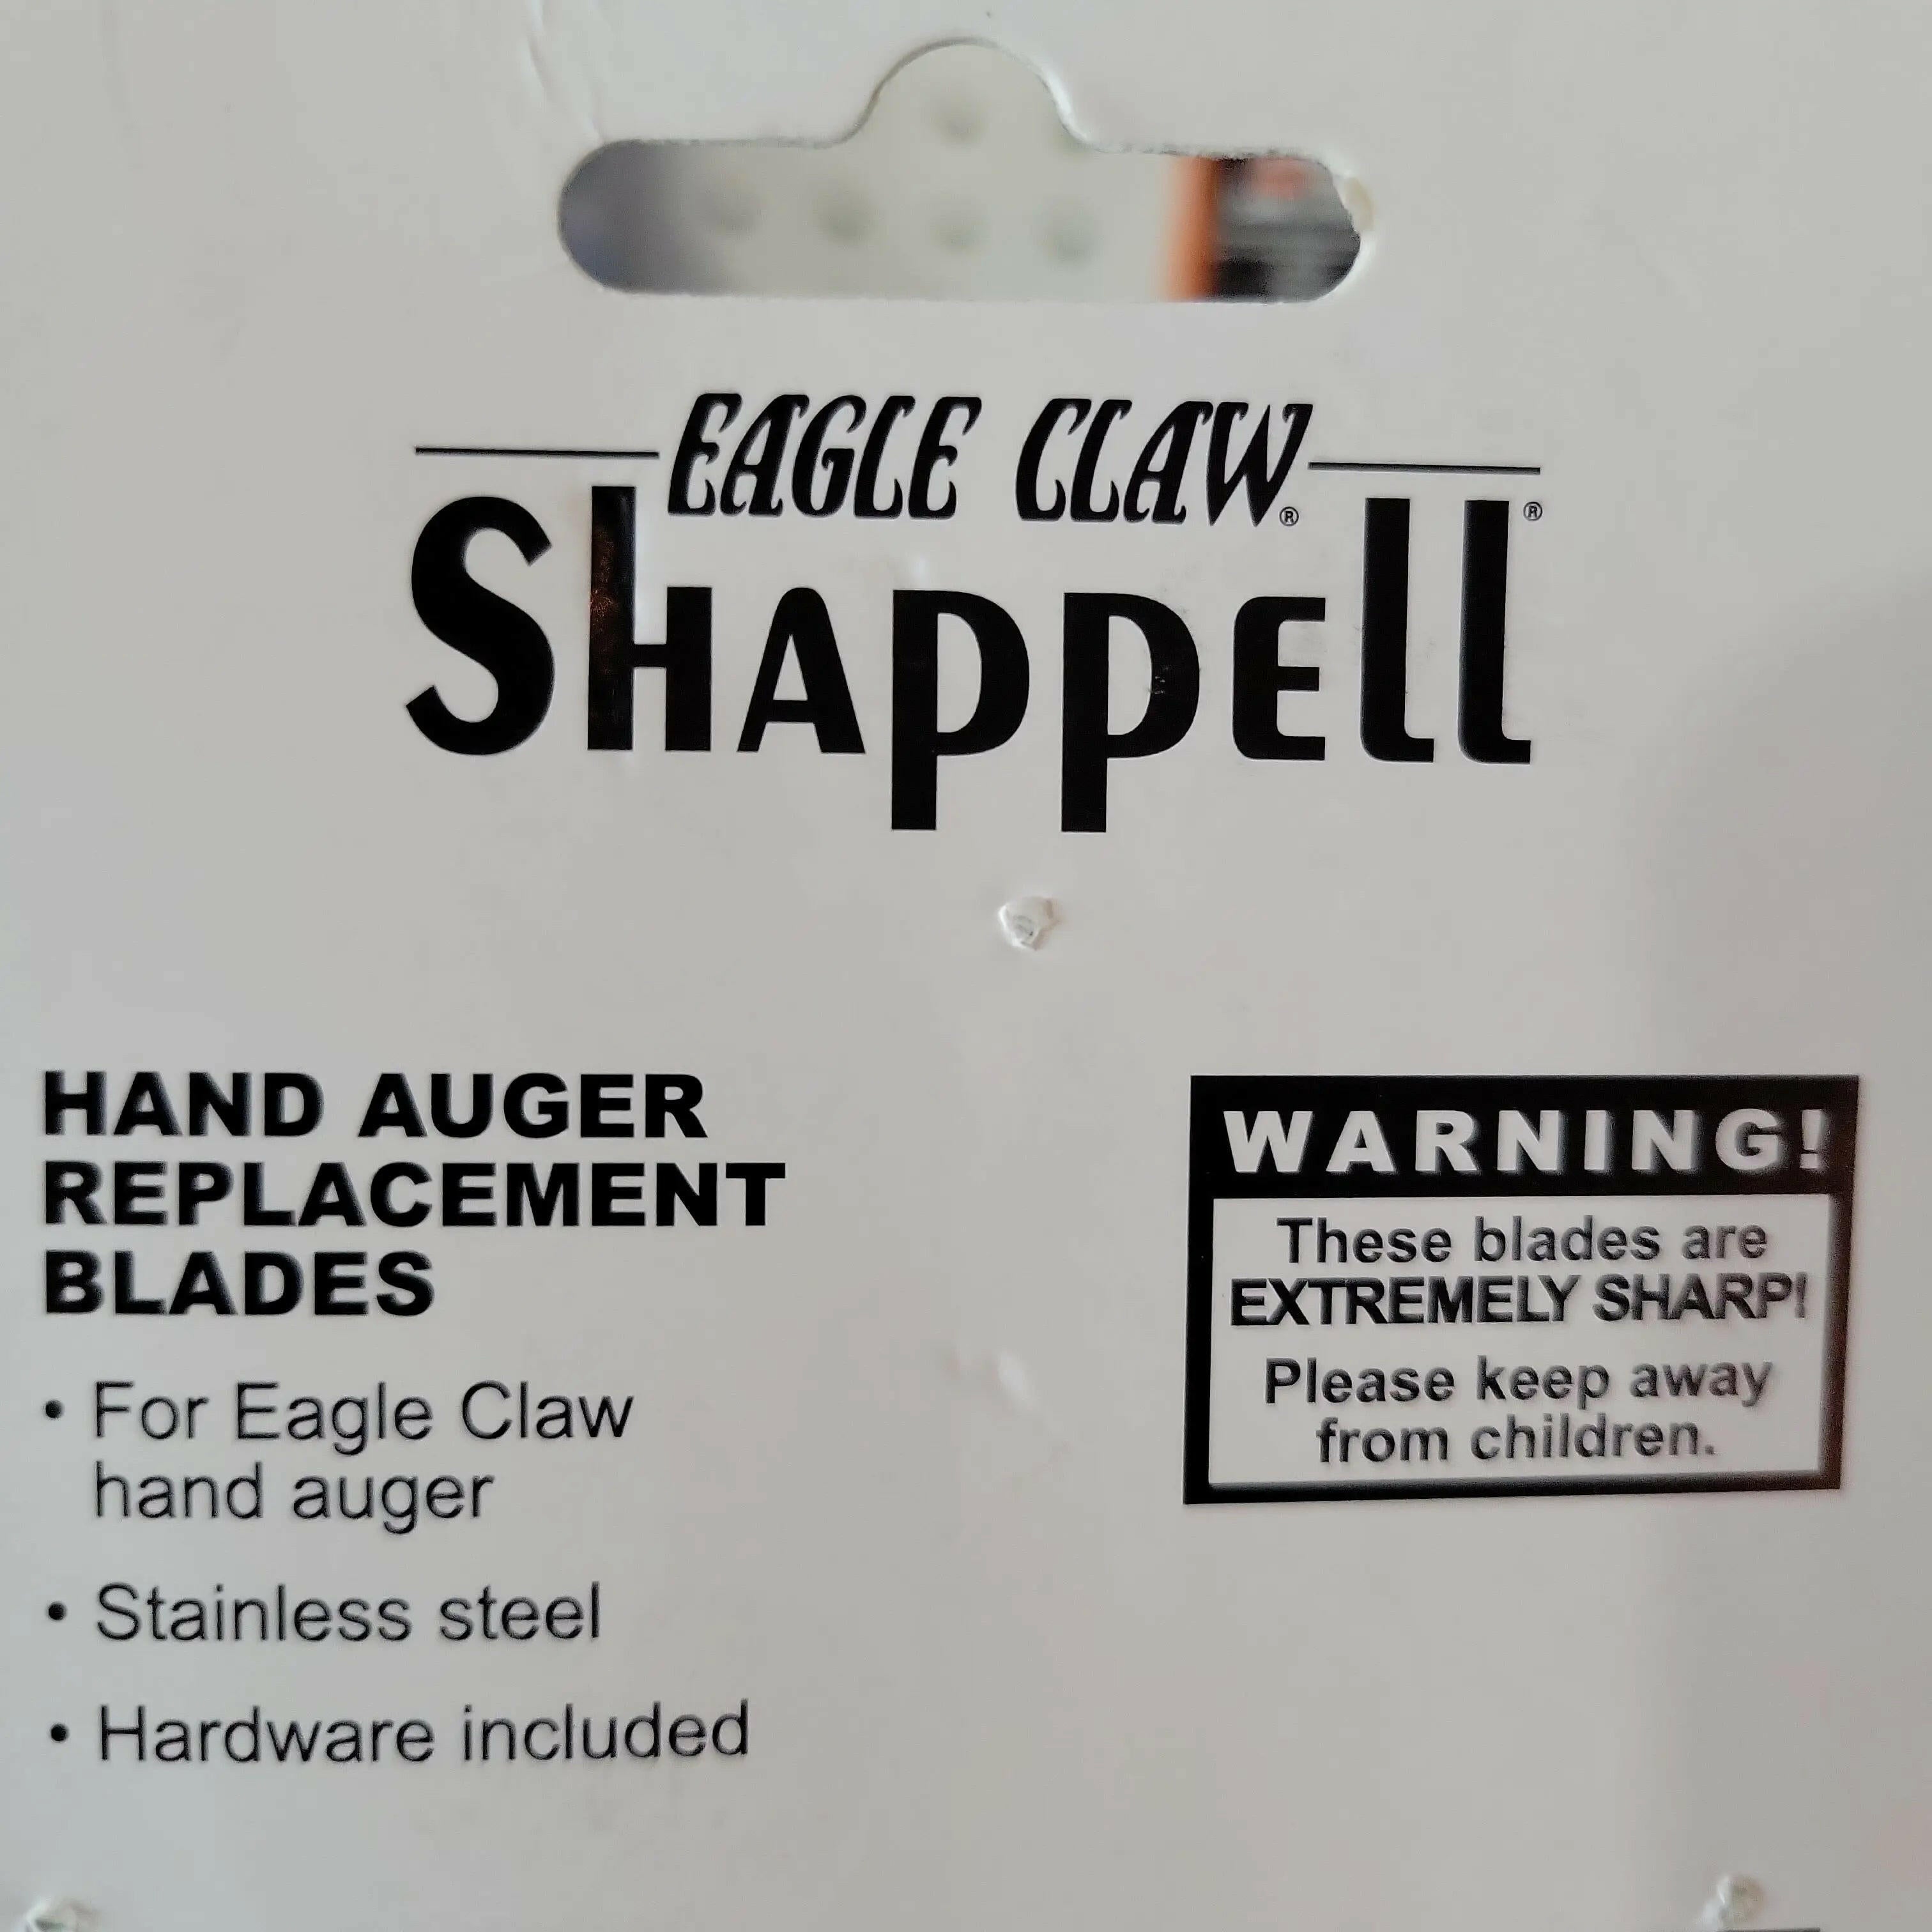 EAGLE CLAW®
Shappell®
HAND AUGER
REPLACEMENT
BLADES
• For Eagle Claw
hand auger
• Stainless steel
• Hardware included
WARNING!
These blades are
EXTREMELY SHARP!
Please keep away
from children.